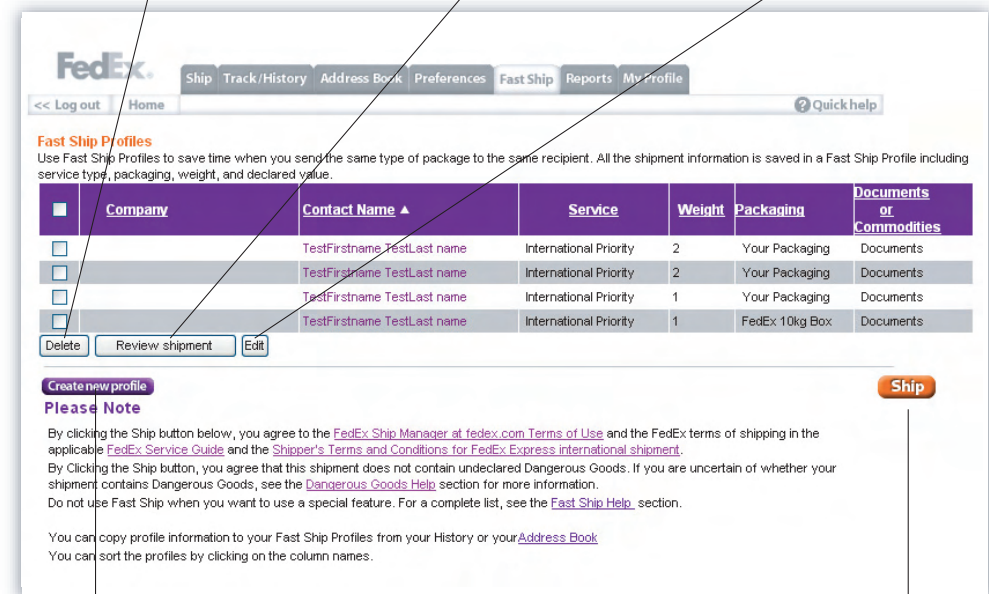 FedEx.
Ship Track/History Address Book Preferences Fast Ship Reports My Profile
<< Log out Home ? Quick help
Fast Ship Profiles
Use Fast Ship Profiles to save time when you send the same type of package to the same recipient. All the shipment information is saved in a Fast Ship Profile including
service type, packaging, weight, and declared value.
Company Contact Name ▲ Service Weight Packaging Documents or Commodities
TestFirstname TestLast name International Priority 2 Your Packaging Documents
TestFirstname TestLast name International Priority 2 Your Packaging Documents
TestFirstname TestLast name International Priority 1 Your Packaging Documents
TestFirstname TestLast name International Priority 1 FedEx 10kg Box Documents
Delete Review shipment Edit
Create new profile Ship
Please Note
By clicking the Ship button below, you agree to the FedEx Ship Manager at fedex.com Terms of Use and the FedEx terms of shipping in the
applicable FedEx Service Guide and the Shipper's Terms and Conditions for FedEx Express international shipment.
By Clicking the Ship button, you agree that this shipment does not contain undeclared Dangerous Goods. If you are uncertain of whether your
shipment contains Dangerous Goods, see the Dangerous Goods Help section for more information.
Do not use Fast Ship when you want to use a special feature. For a complete list, see the Fast Ship Help section.
You can copy profile information to your Fast Ship Profiles from your History or your Address Book
You can sort the profiles by clicking on the column names.